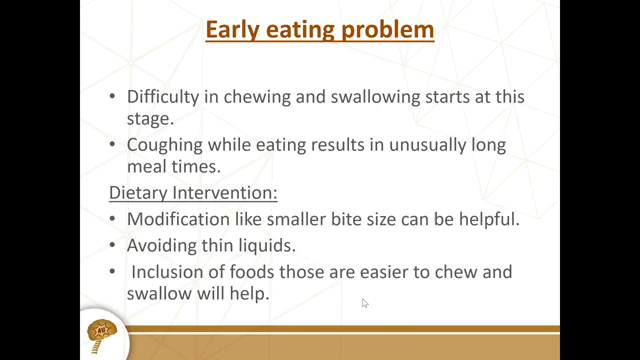 Early eating problem
• Difficulty in chewing and swallowing starts at this
stage.
• Coughing while eating results in unusually long
meal times.
Dietary Intervention:
• Modification like smaller bite size can be helpful.
• Avoiding thin liquids.
• Inclusion of foods those are easier to chew and
swallow will help.